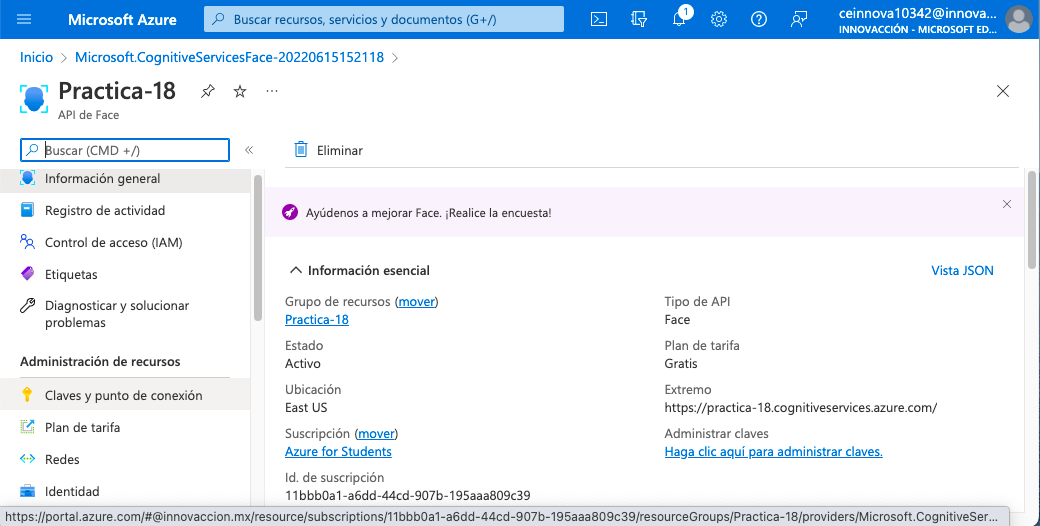 Microsoft Azure
Buscar recursos, servicios y documentos (G+/)
1
ceinnova10342@innova...
INNOVACCIÓN - MICROSOFT ED...
Inicio > Microsoft.CognitiveServicesFace-20220615152118 >
Practica-18
API de Face
Buscar (CMD +/)
Eliminar
Información general
Registro de actividad
Control de acceso (IAM)
Etiquetas
Diagnosticar y solucionar
problemas
Administración de recursos
Claves y punto de conexión
Plan de tarifa
Redes
Identidad
Ayúdenos a mejorar Face. ¡Realice la encuesta!
Información esencial
Vista JSON
Grupo de recursos (mover)
Practica-18
Estado
Activo
Ubicación
East US
Suscripción (mover)
Azure for Students
Id. de suscripción
11bbb0a1-a6dd-44cd-907b-195aaa809c39
Tipo de API
Face
Plan de tarifa
Gratis
Extremo
https://practica-18.cognitiveservices.azure.com/
Administrar claves
Haga clic aquí para administrar claves.
https://portal.azure.com/#@innovaccion.mx/resource/subscriptions/11bbb0a1-a6dd-44cd-907b-195aaa809c39/resourceGroups/Practica-18/providers/Microsoft.CognitiveSer...